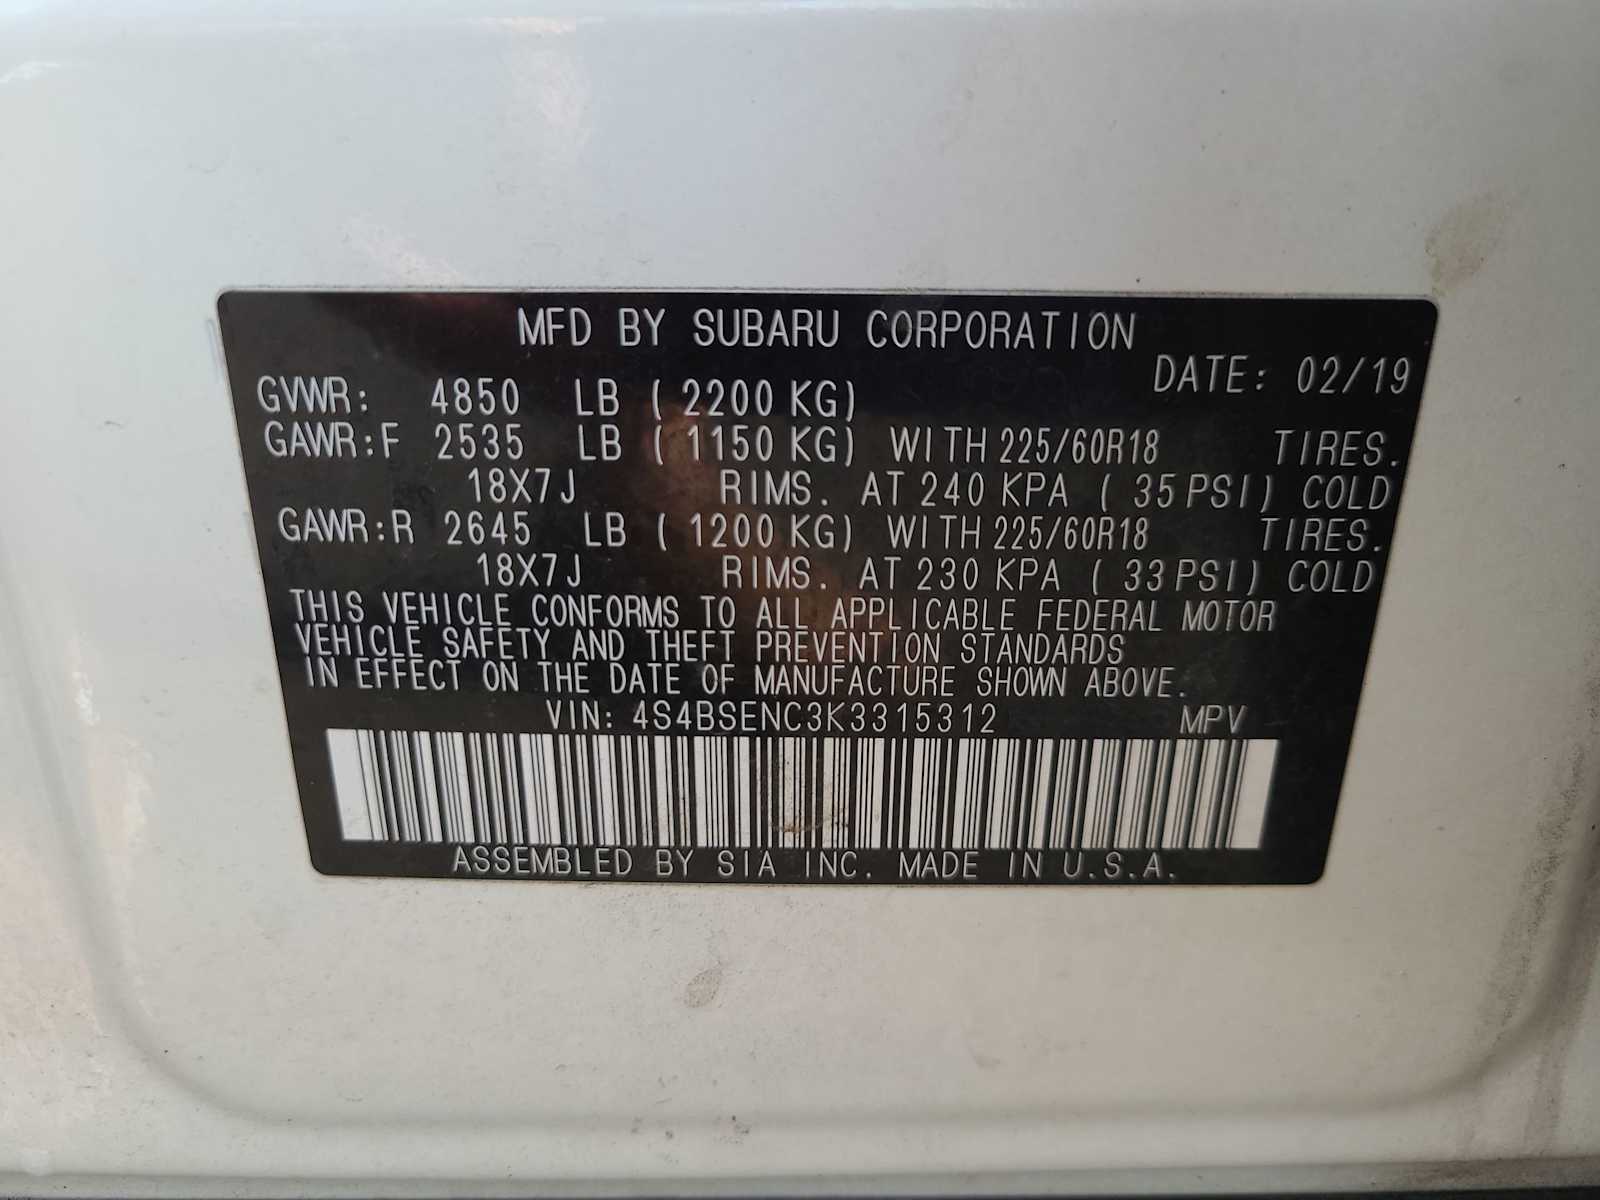 MFD BY SUBARU CORPORATION
DATE: 02/19
GVWR: 4850 LB (2200 KG)
GAWR:F 2535 LB (1150 KG) WITH 225/60R18 TIRES.
18X7J RIMS. AT 240 KPA (35 PSI) COLD
GAWR:R 2645 LB (1200 KG) WITH 225/60R18 TIRES.
18X7J RIMS. AT 230 KPA (33 PSI) COLD
THIS VEHICLE CONFORMS TO ALL APPLICABLE FEDERAL MOTOR
VEHICLE SAFETY AND THEFT PREVENTION STANDARDS
IN EFFECT ON THE DATE OF MANUFACTURE SHOWN ABOVE.
VIN: 4S4BSENC3K3315312 MPV
ASSEMBLED BY SIA INC. MADE IN U.S.A.